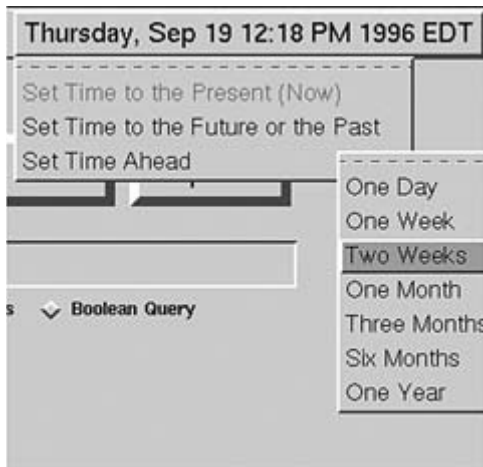 Thursday, Sep 19 12:18 PM 1996 EDT
Set Time to the Present (Now)
Set Time to the Future or the Past
Set Time Ahead
One Day
One Week
Two Weeks
One Month
Three Months
Six Months
One Year
Boolean Query